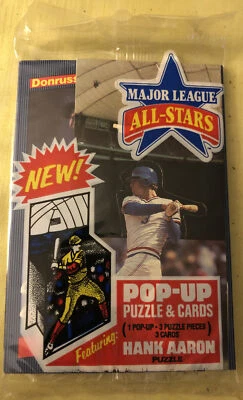 Donruss
MAJOR LEAGUE
ALL-STARS
NEW!
POP-UP
PUZZLE & CARDS
(1 POP-UP • 3 PUZZLE PIECES
3 CARDS)
Featuring:
HANK AARON
PUZZLE